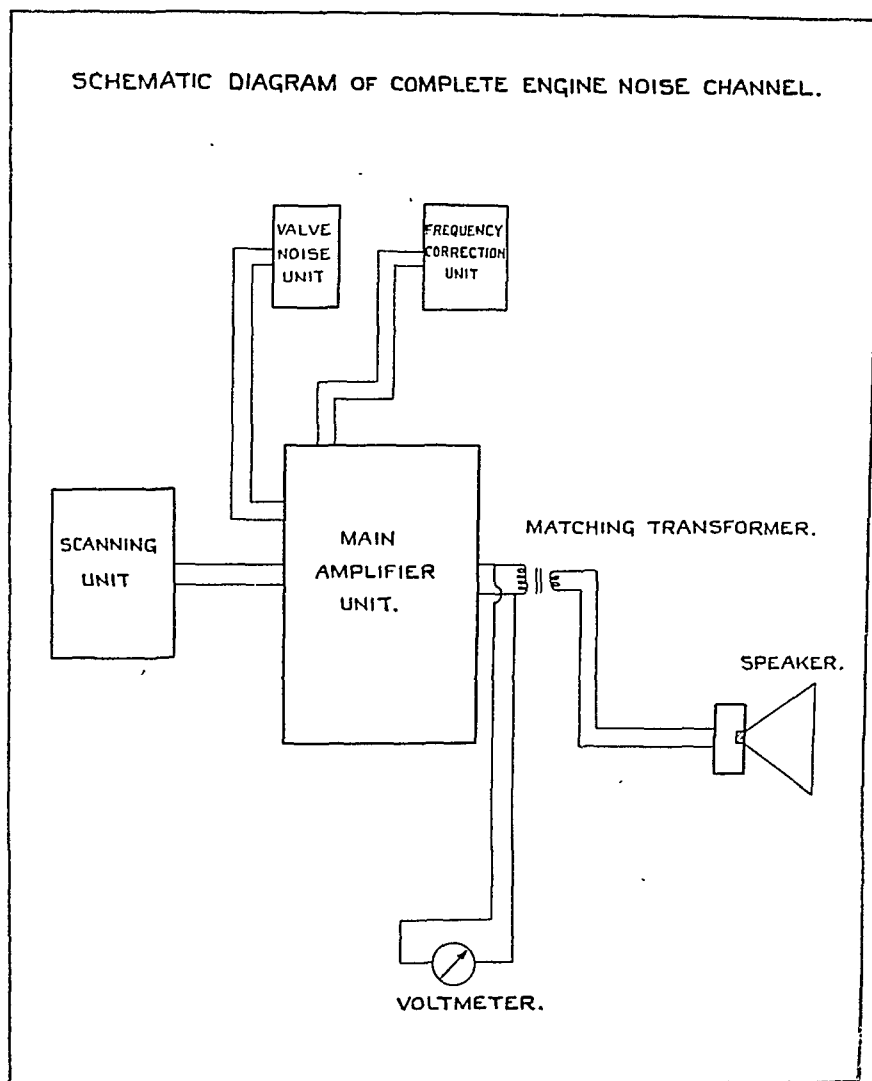 SCHEMATIC DIAGRAM OF COMPLETE ENGINE NOISE CHANNEL.
VALVE
NOISE
UNIT
FREQUENCY
CORRECTION
UNIT
SCANNING
UNIT
MAIN
AMPLIFIER
UNIT.
MATCHING TRANSFORMER.
SPEAKER.
VOLTMETER.